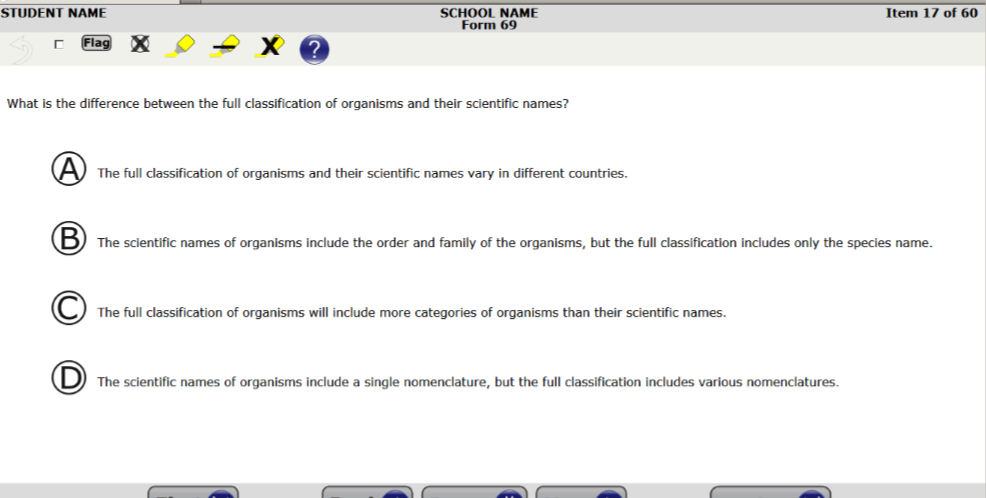 STUDENT NAME SCHOOL NAME Item 17 of 60
Form 69
Flag X X ?
What is the difference between the full classification of organisms and their scientific names?
A The full classification of organisms and their scientific names vary in different countries.
B The scientific names of organisms include the order and family of the organisms, but the full classification includes only the species name.
C The full classification of organisms will include more categories of organisms than their scientific names.
D The scientific names of organisms include a single nomenclature, but the full classification includes various nomenclatures.